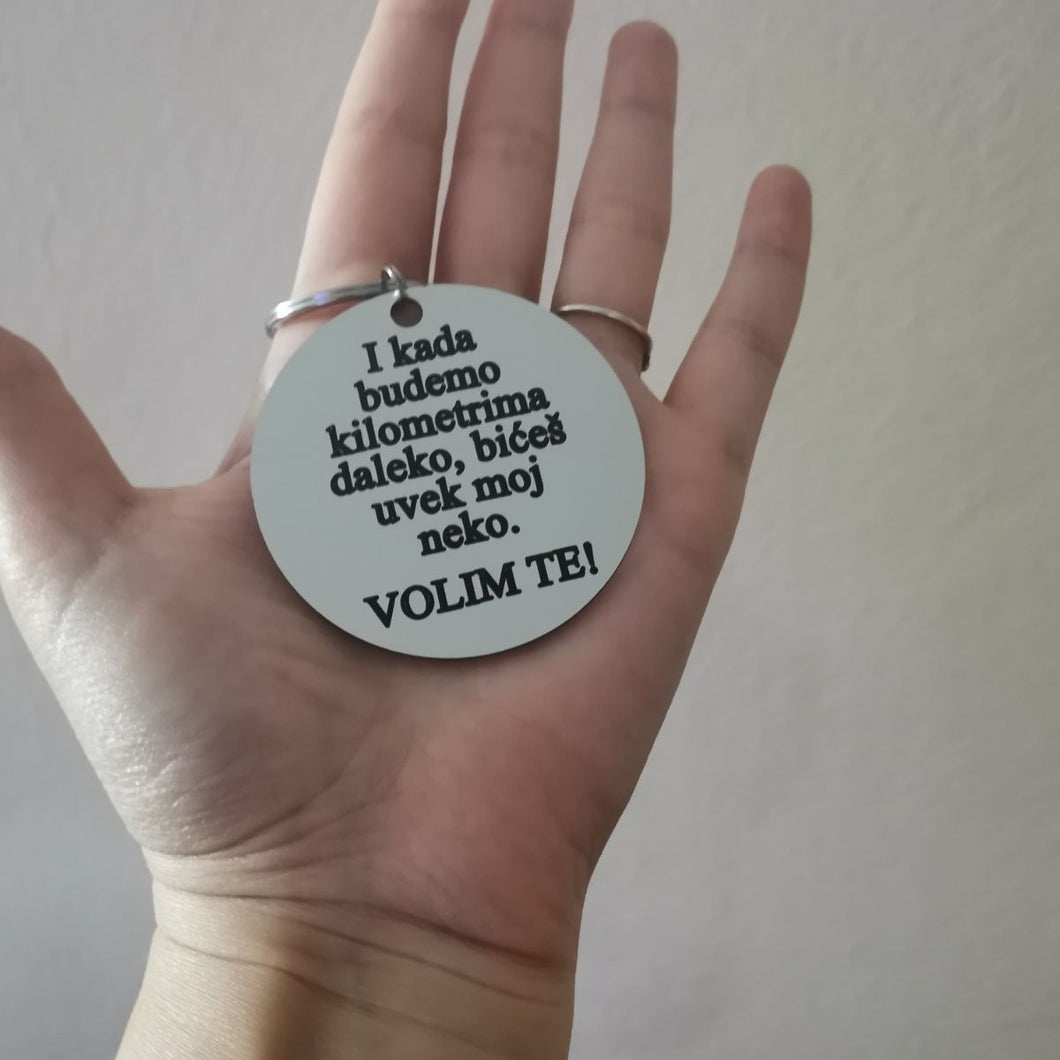 I kada
budemo
kilometrima
daleko, bićeš
uvek moj
neko.
VOLIM TE!